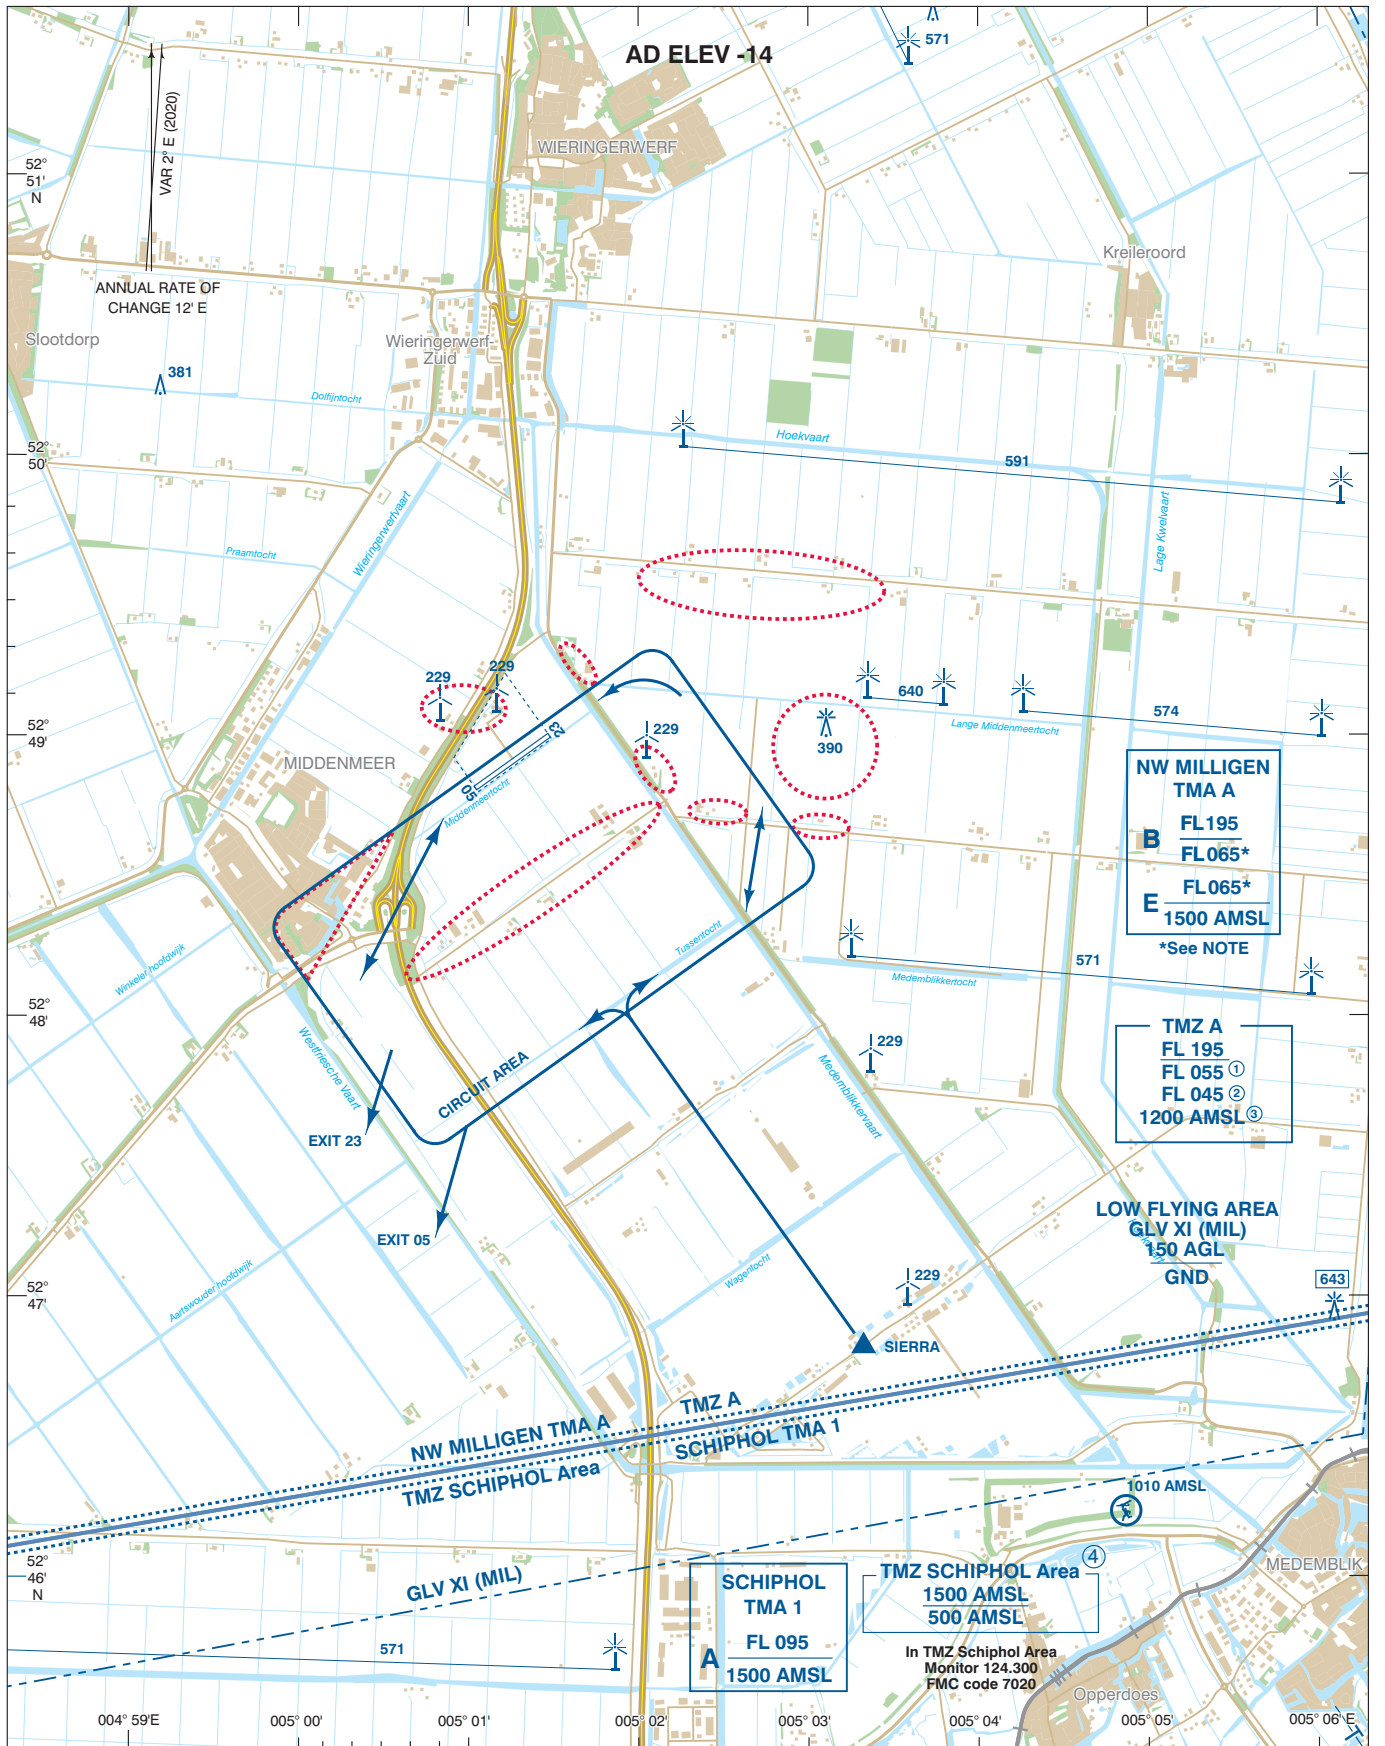 571
AD ELEV -14
VAR 2° E (2020)
WIERINGERWERF
52°
51'
N
Kreileroord
ANNUAL RATE OF
CHANGE 12' E
Slootdorp
Wieringerwerf-
Zuid
381
Dolfijntocht
Hoekvaart
52°
50'
591
Wieringerwerfvaart
Lage Kwelvaart
Praamtocht
229
229
640
574
52°
49'
23
229
390
Lange Middenmeertocht
MIDDENMEER
05
Middenmeertocht
NW MILLIGEN
TMA A
B
FL 195
FL 065*
E
FL 065*
1500 AMSL
*See NOTE
Winkeler hoofdwijk
Tussentocht
571
Medemblikkertocht
52°
48'
TMZ A
FL 195
FL 055 1
FL 045 2
1200 AMSL 3
229
Westfriesche Vaart
CIRCUIT AREA
Medemblikkervaart
EXIT 23
LOW FLYING AREA
GLV XI (MIL)
150 AGL
GND
EXIT 05
Aartswouder hoofdwijk
Wagentocht
229
643
52°
47'
SIERRA
TMZ A
NW MILLIGEN TMA A
SCHIPHOL TMA 1
TMZ SCHIPHOL Area
1010 AMSL
52°
46'
N
GLV XI (MIL)
4
MEDEMBLIK
SCHIPHOL
TMA 1
A
FL 095
1500 AMSL
TMZ SCHIPHOL Area
1500 AMSL
500 AMSL
571
In TMZ Schiphol Area
Monitor 124.300
FMC code 7020
Opperdoes
004° 59'E
005° 00'
005° 01'
005° 02'
005° 03'
005° 04'
005° 05'
005° 06' E